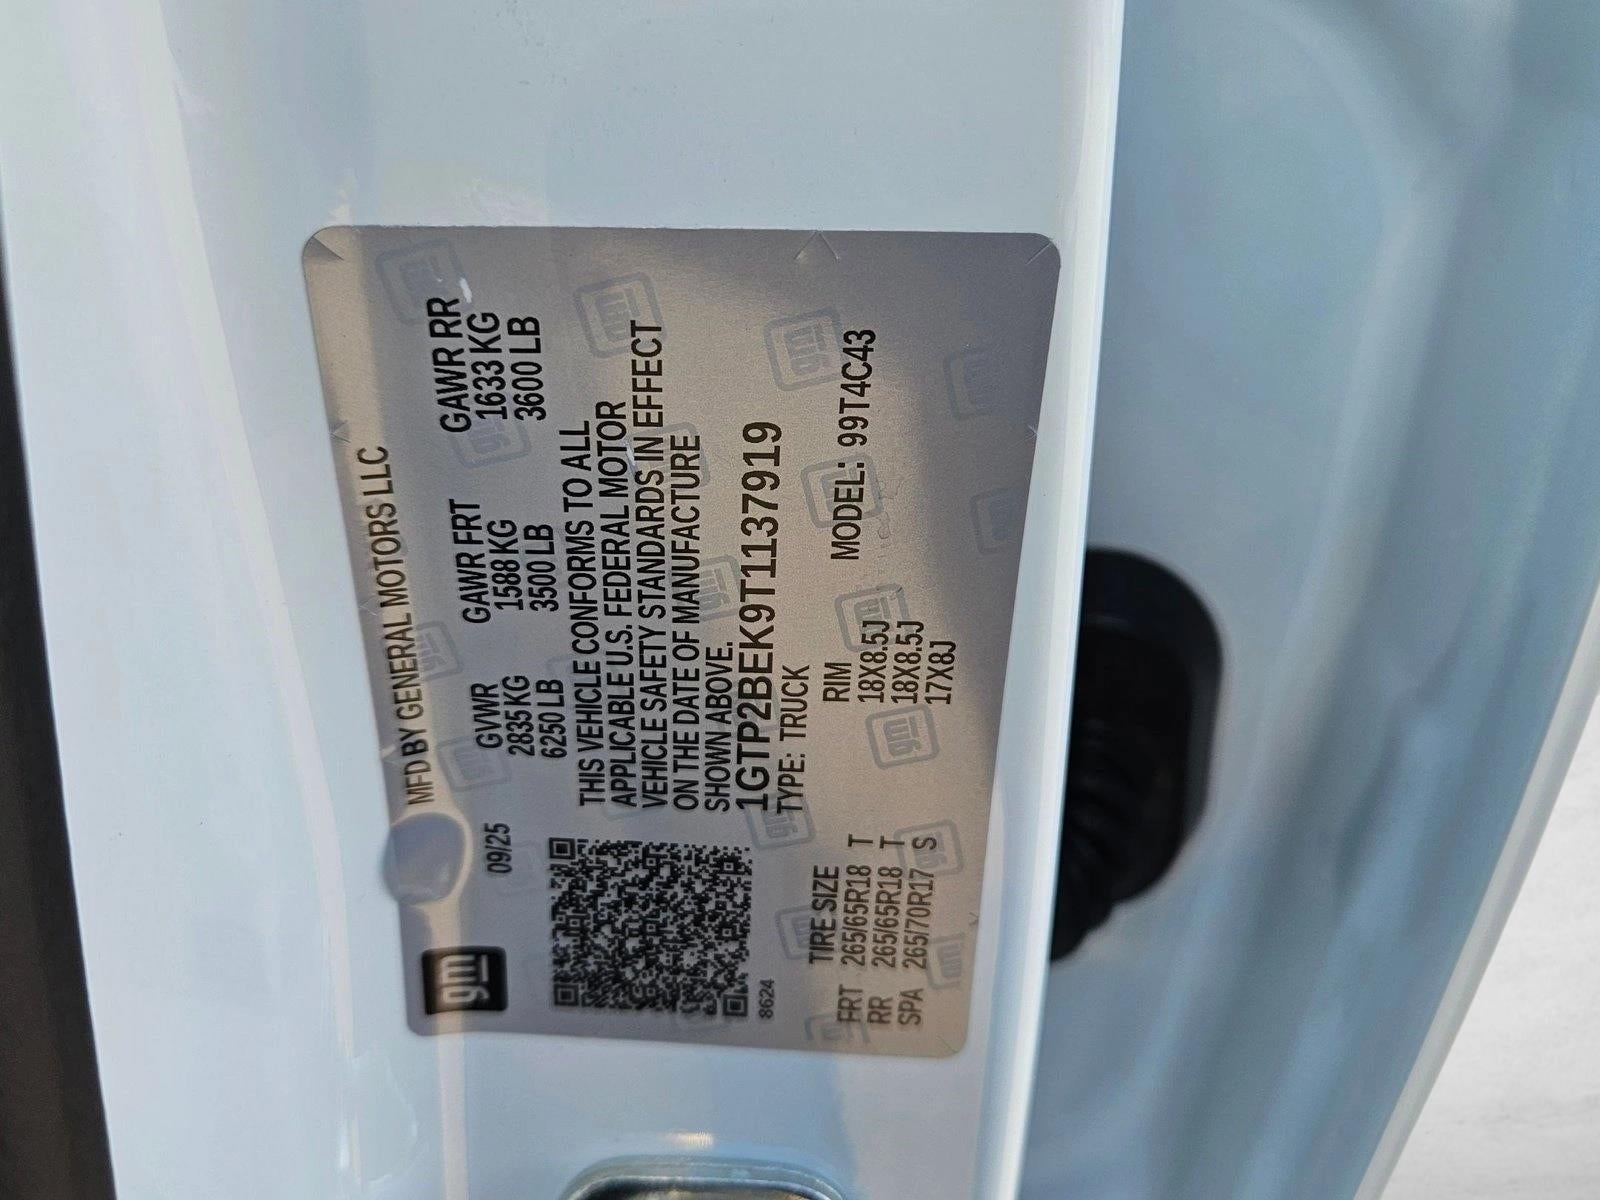 gm
MFD BY GENERAL MOTORS LLC
09/25
GVWR GAWR FRT GAWR RR
2835 KG 1588 KG 1633 KG
6250 LB 3500 LB 3600 LB
THIS VEHICLE CONFORMS TO ALL
APPLICABLE U.S. FEDERAL MOTOR
VEHICLE SAFETY STANDARDS IN EFFECT
ON THE DATE OF MANUFACTURE
SHOWN ABOVE.
1GTP2BEK9T1137919
8624
TYPE: TRUCK
MODEL: 99T4C43
TIRE SIZE RIM
FRT 265/65R18 T 18X8.5J
RR 265/65R18 T 18X8.5J
SPA 265/70R17 S 17X8J